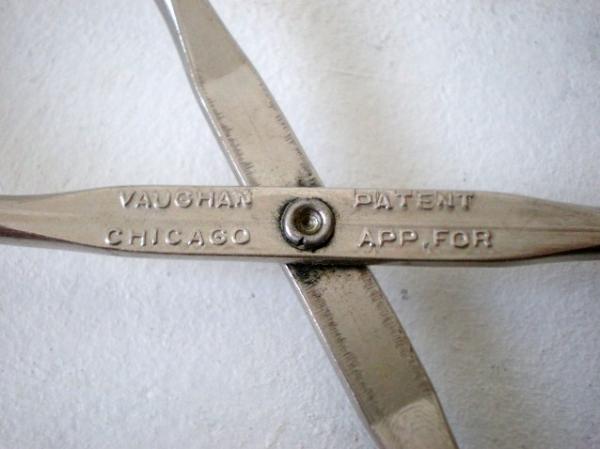 VAUGHAN PATENT
CHICAGO APP. FOR